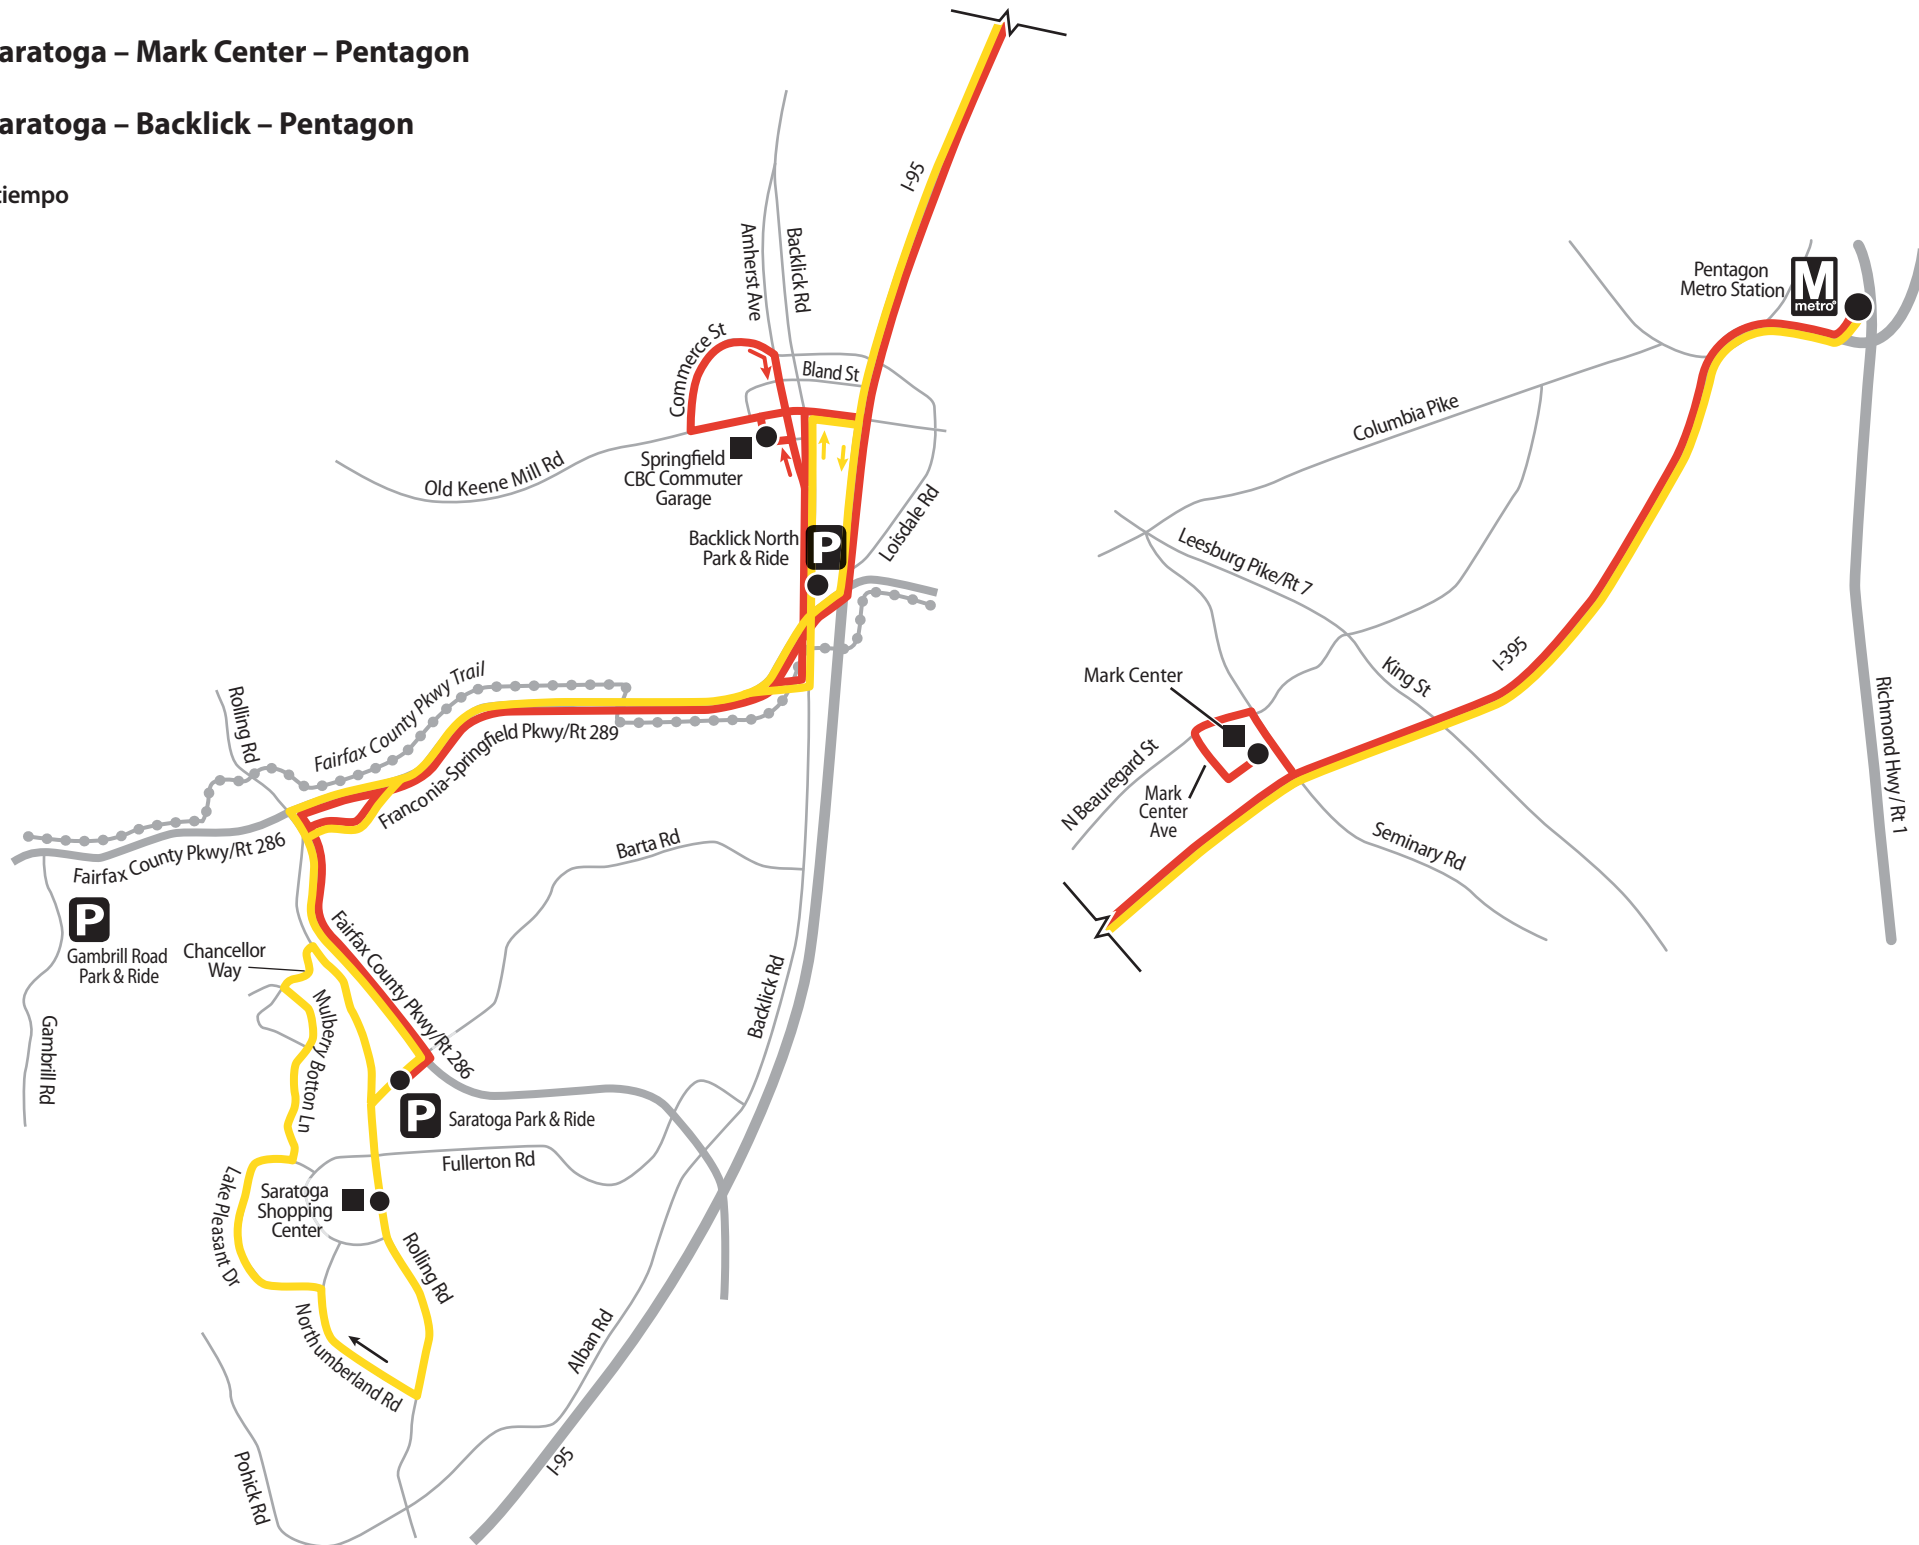 aratoga – Mark Center – Pentagon
aratoga – Backlick – Pentagon
tiempo
I-95
Amherst Ave
Backlick Rd
Commerce St
Bland St
Old Keene Mill Rd
Springfield
CBC Commuter
Garage
Backlick North
Park & Ride
P
Loisdale Rd
Rolling Rd
Fairfax County Pkwy Trail
Franconia-Springfield Pkwy/Rt 289
Fairfax County Pkwy/Rt 286
P
Gambrill Road
Park & Ride
Chancellor
Way
Gambrill Rd
Mulberry Botton Ln
Fairfax County Pkwy/Rt 286
Barta Rd
Backlick Rd
P
Saratoga Park & Ride
Fullerton Rd
Lake Pleasant Dr
Saratoga
Shopping
Center
Rolling Rd
Northumberland Rd
Alban Rd
Pohick Rd
I-95
Pentagon
Metro Station
M
metro
Columbia Pike
Leesburg Pike/Rt 7
Mark Center
King St
I-395
N Beauregard St
Mark
Center
Ave
Seminary Rd
Richmond Hwy/Rt 1